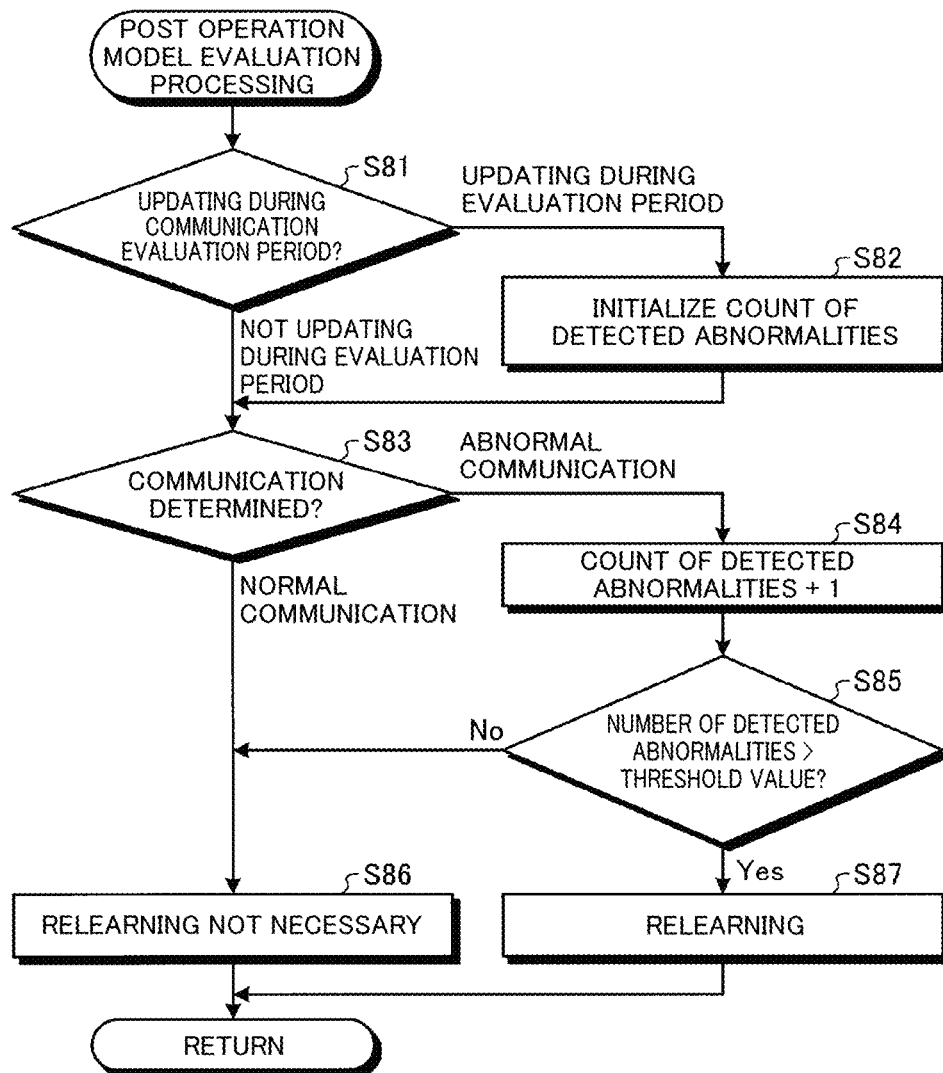 POST OPERATION
MODEL EVALUATION
PROCESSING
S81
UPDATING DURING
COMMUNICATION
EVALUATION PERIOD?
UPDATING DURING
EVALUATION PERIOD
S82
INITIALIZE COUNT OF
DETECTED ABNORMALITIES
NOT UPDATING
DURING EVALUATION
PERIOD
S83
COMMUNICATION
DETERMINED?
ABNORMAL
COMMUNICATION
S84
COUNT OF DETECTED
ABNORMALITIES + 1
NORMAL
COMMUNICATION
S85
NUMBER OF DETECTED
ABNORMALITIES >
THRESHOLD VALUE?
No
Yes
S86
RELEARNING NOT NECESSARY
S87
RELEARNING
RETURN